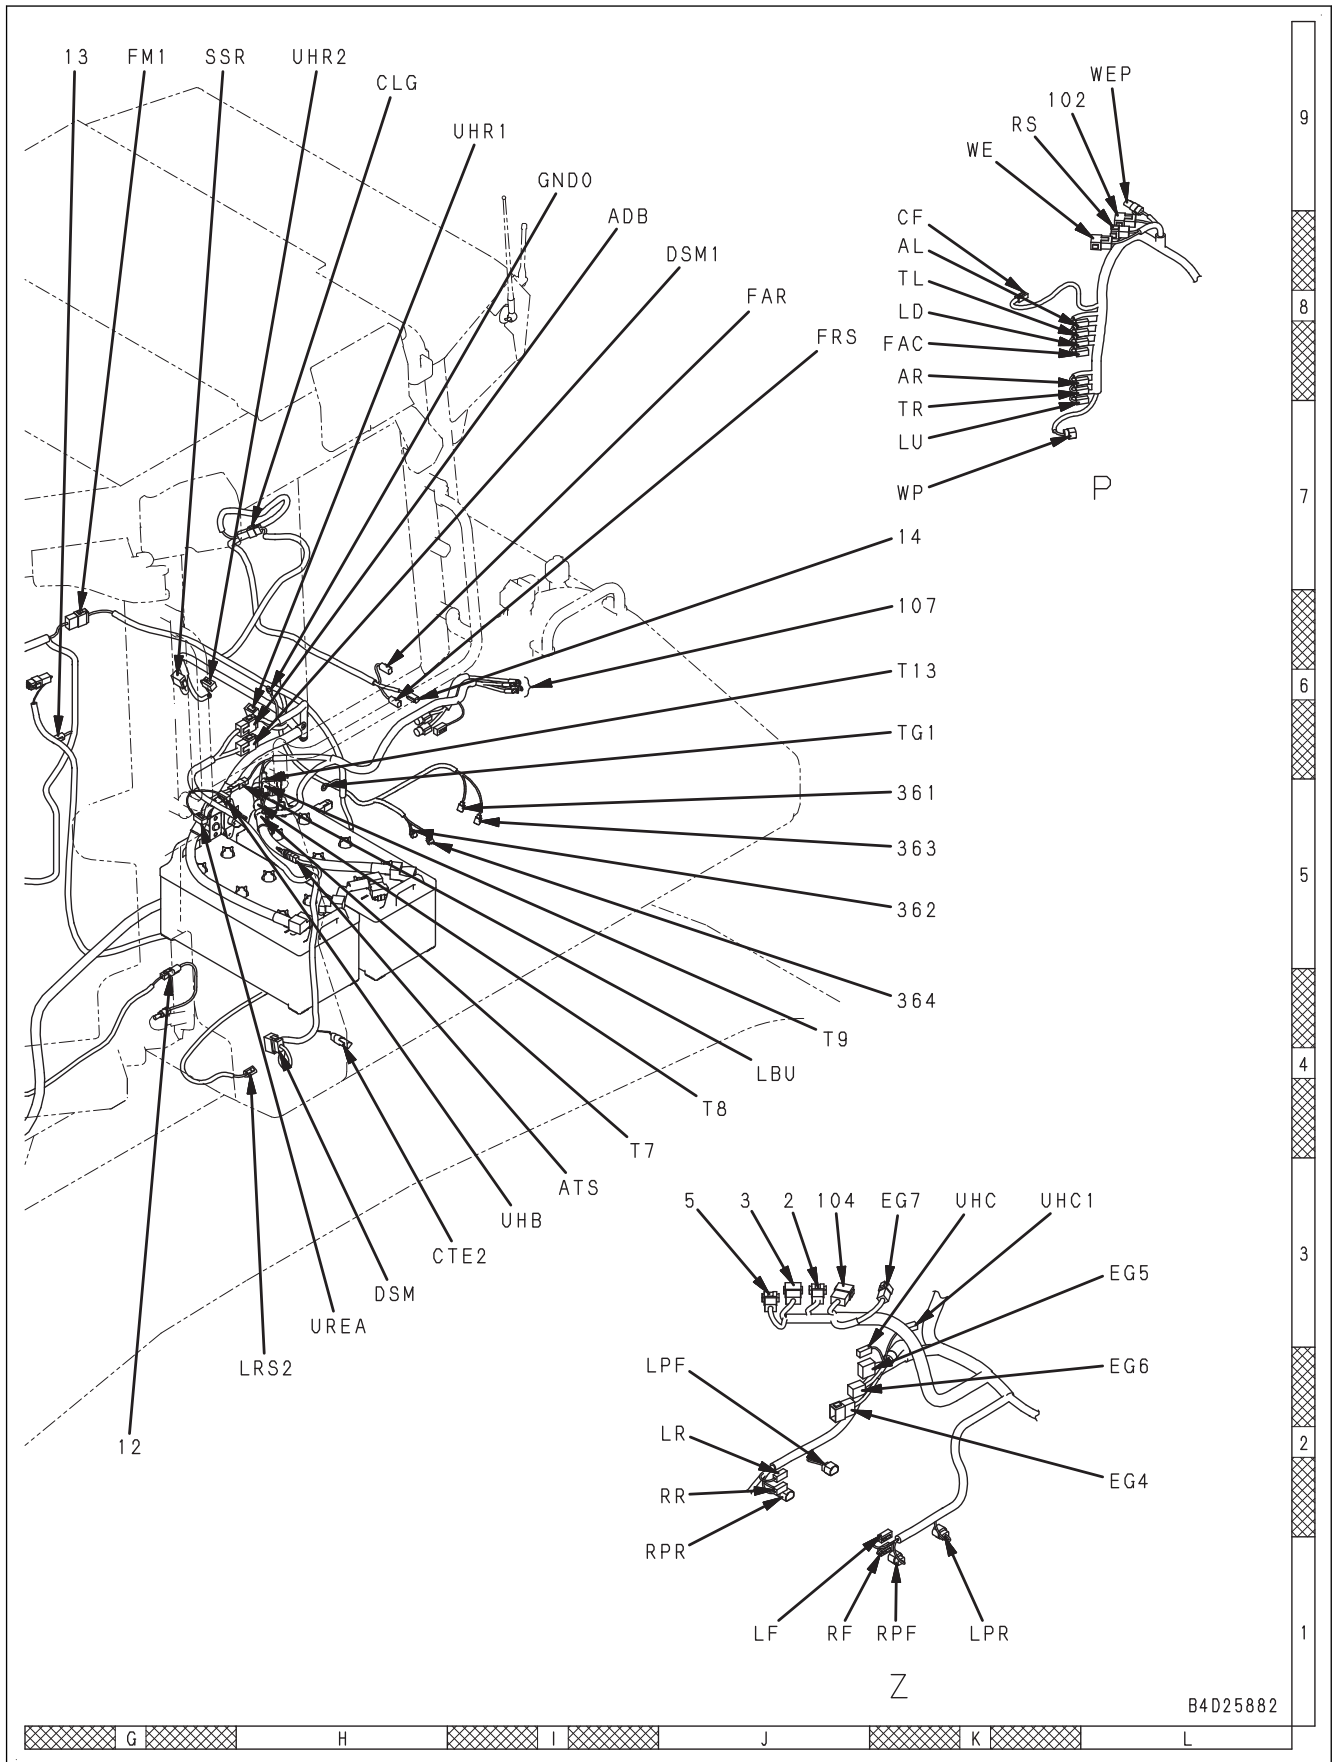 13
FM1
SSR
UHR2
CLG
UHR1
GND0
ADB
DSM1
FAR
FRS
WEP
102
RS
WE
CF
AL
TL
LD
FAC
AR
TR
LU
WP
P
14
107
T13
TG1
361
363
362
364
T9
LBU
T8
T7
ATS
UHB
CTE2
DSM
UREA
LRS2
12
5
3
2
104
EG7
UHC
UHC1
EG5
EG6
EG4
LPF
LR
RR
RPR
LF
RF
RPF
LPR
Z
9
8
7
6
5
4
3
2
1
B4D25882
G
H
I
J
K
L